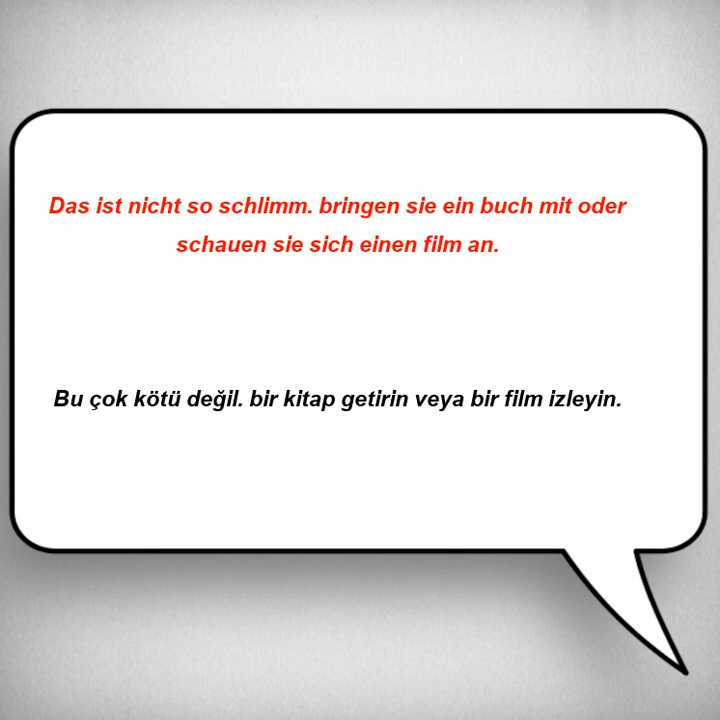 Das ist nicht so schlimm. bringen sie ein buch mit oder
schauen sie sich einen film an.
Bu çok kötü değil. bir kitap getirin veya bir film izleyin.